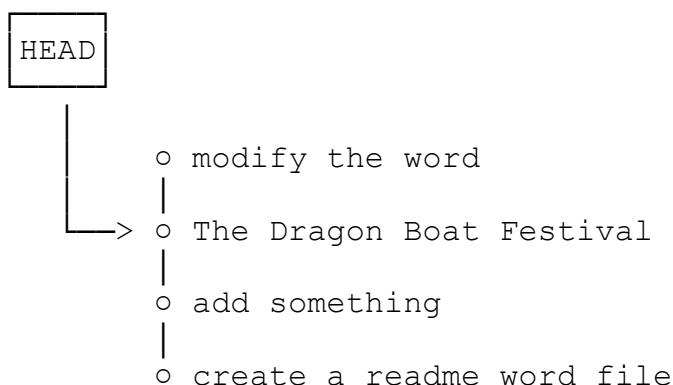 HEAD
modify the word
The Dragon Boat Festival
add something
create a readme word file